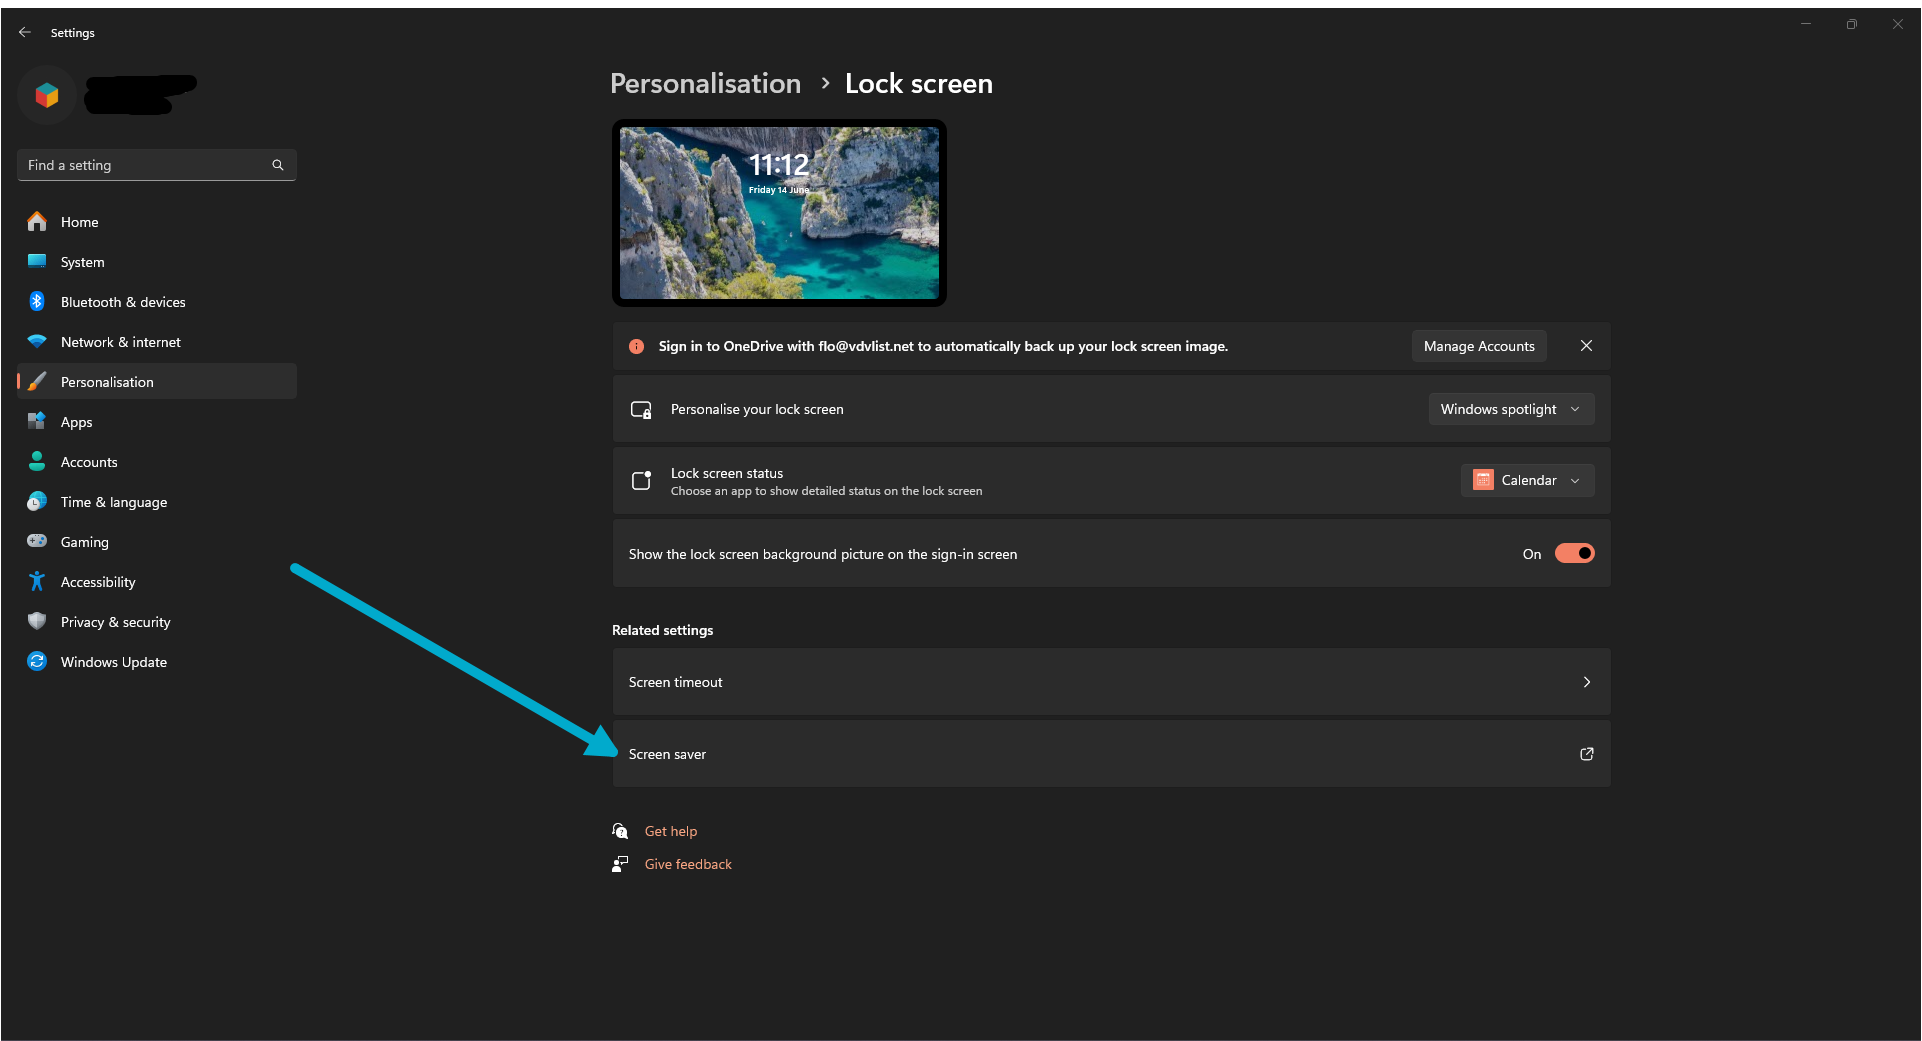 Settings
Find a setting
Home
System
Bluetooth & devices
Network & internet
Personalisation
Apps
Accounts
Time & language
Gaming
Accessibility
Privacy & security
Windows Update
Personalisation › Lock screen
11:12
Friday 14 June
Sign in to OneDrive with flo@vdvlist.net to automatically back up your lock screen image.
Manage Accounts
Personalise your lock screen
Windows spotlight
Lock screen status
Choose an app to show detailed status on the lock screen
Calendar
Show the lock screen background picture on the sign-in screen
On
Related settings
Screen timeout
Screen saver
Get help
Give feedback